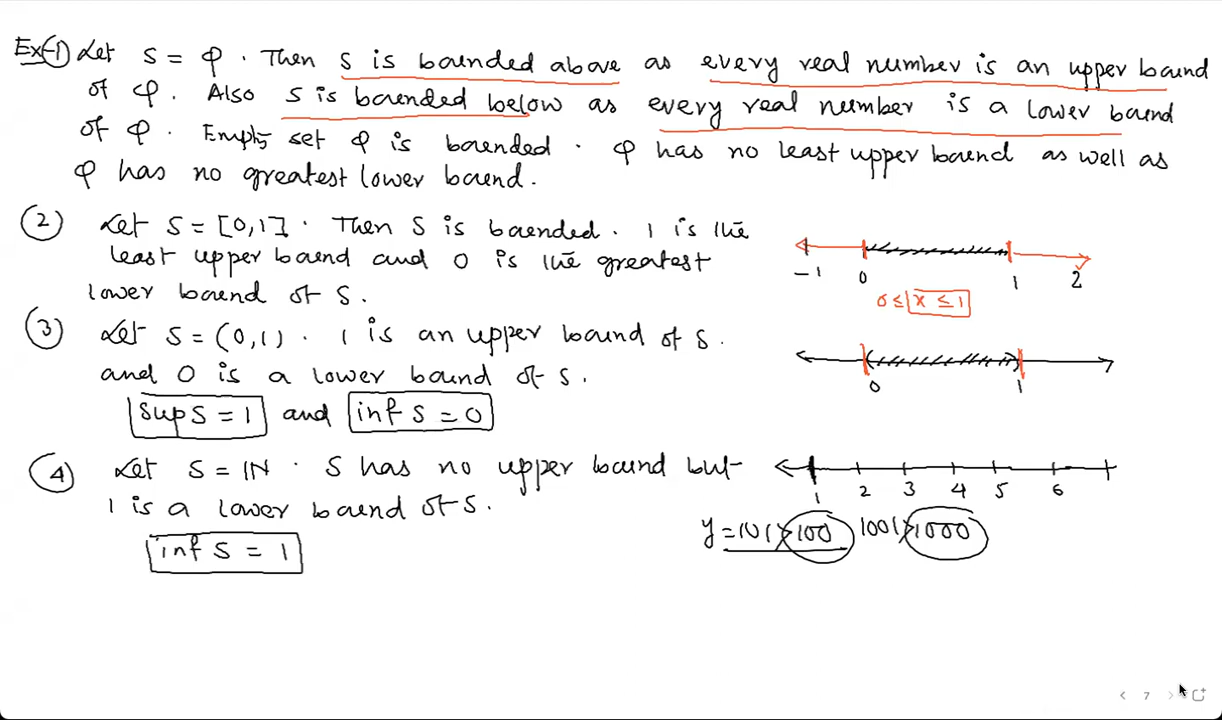 Ex-1) Let S = φ. Then S is bounded above as every real number is an upper bound
of φ. Also S is bounded below as every real number is a lower bound
of φ. Empty set φ is bounded. φ has no least upper bound as well as
φ has no greatest lower bound.
(2) Let S = [0,1]. Then S is bounded. 1 is the
least upper bound and 0 is the greatest
lower bound of S.
-1 0 1 2
0 ≤ x ≤ 1
(3) Let S = (0,1). 1 is an upper bound of S.
and 0 is a lower bound of S.
0 1
Sup S = 1 and inf S = 0
(4) Let S = IN. S has no upper bound but
1 2 3 4 5 6
1 is a lower bound of S.
y = 101 > 100 1001 > 1000
inf S = 1
< 7 >